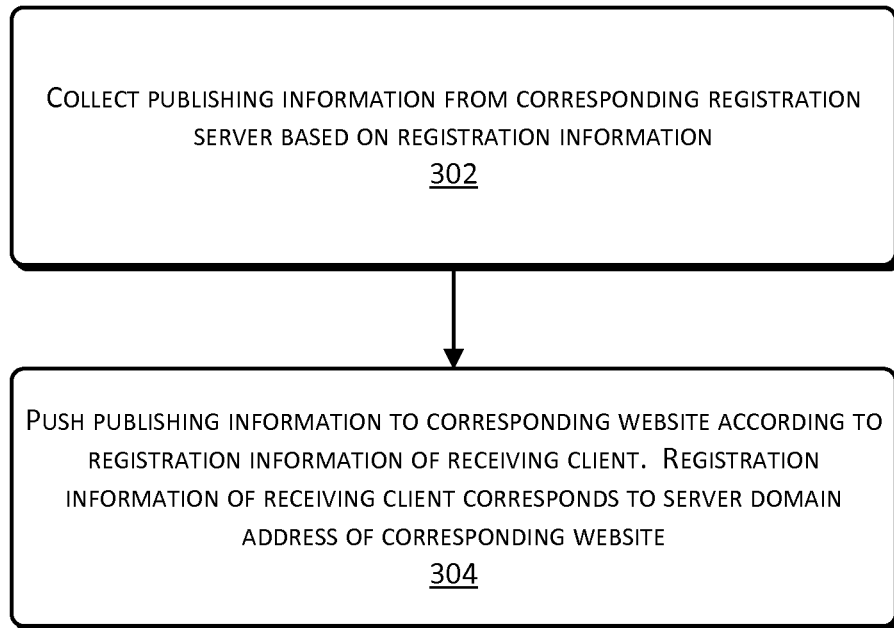 COLLECT PUBLISHING INFORMATION FROM CORRESPONDING REGISTRATION
SERVER BASED ON REGISTRATION INFORMATION
302
PUSH PUBLISHING INFORMATION TO CORRESPONDING WEBSITE ACCORDING TO
REGISTRATION INFORMATION OF RECEIVING CLIENT. REGISTRATION
INFORMATION OF RECEIVING CLIENT CORRESPONDS TO SERVER DOMAIN
ADDRESS OF CORRESPONDING WEBSITE
304